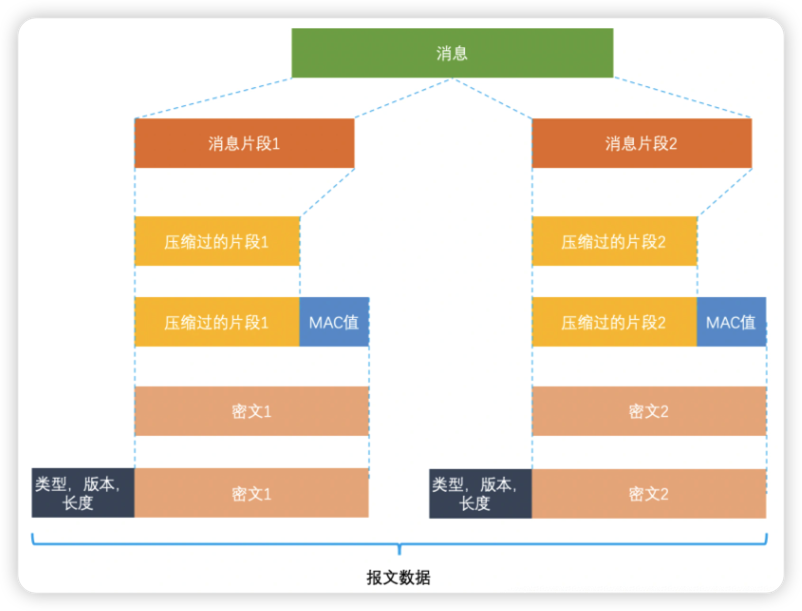 消息
消息片段1
消息片段2
压缩过的片段1
压缩过的片段2
压缩过的片段1
MAC值
压缩过的片段2
MAC值
密文1
密文2
类型，版本，
长度
密文1
类型，版本，
长度
密文2
报文数据